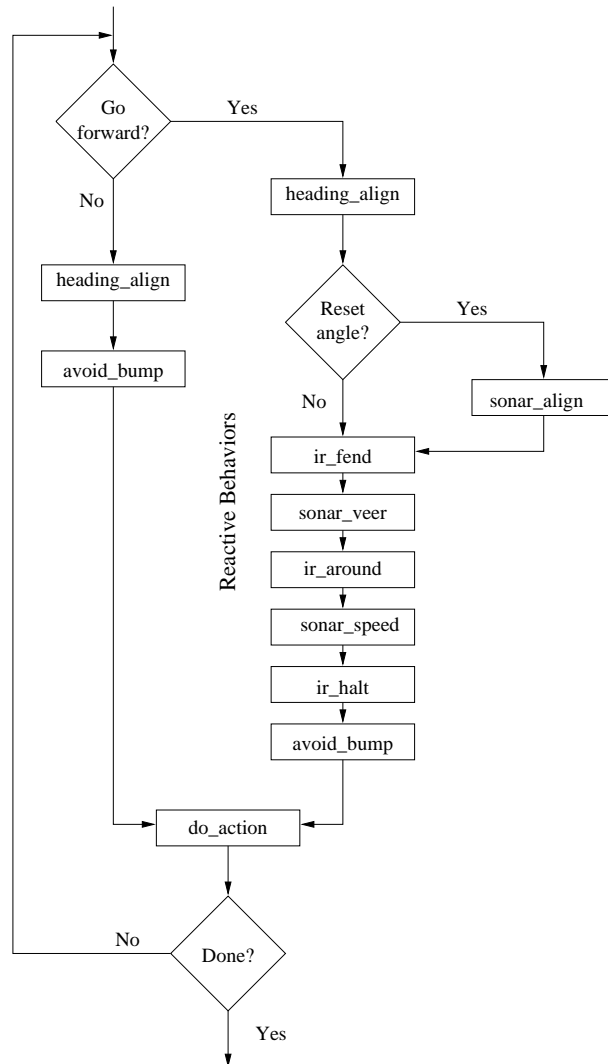 Go
forward?
Yes
No
heading_align
heading_align
Reset
angle?
Yes
No
avoid_bump
sonar_align
ir_fend
Reactive Behaviors
sonar_veer
ir_around
sonar_speed
ir_halt
avoid_bump
do_action
Done?
No
Yes